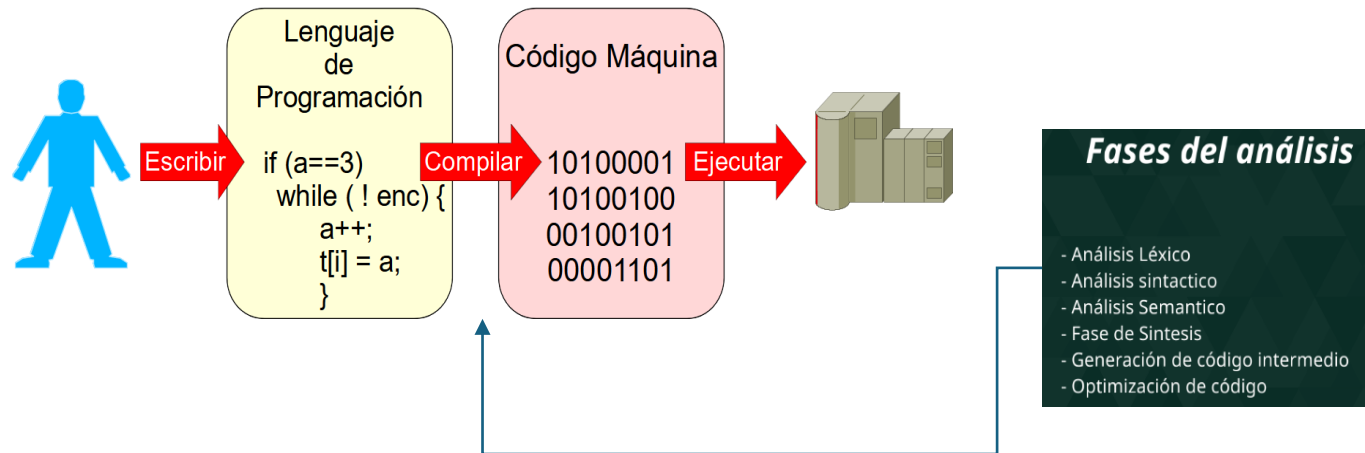 Lenguaje
de
Programación
Escribir
if (a==3)
while ( ! enc) {
a++;
t[i] = a;
}
Compilar
Código Máquina
10100001
10100100
00100101
00001101
Ejecutar
Fases del análisis
- Análisis Léxico
- Análisis sintactico
- Análisis Semantico
- Fase de Sintesis
- Generación de código intermedio
- Optimización de código